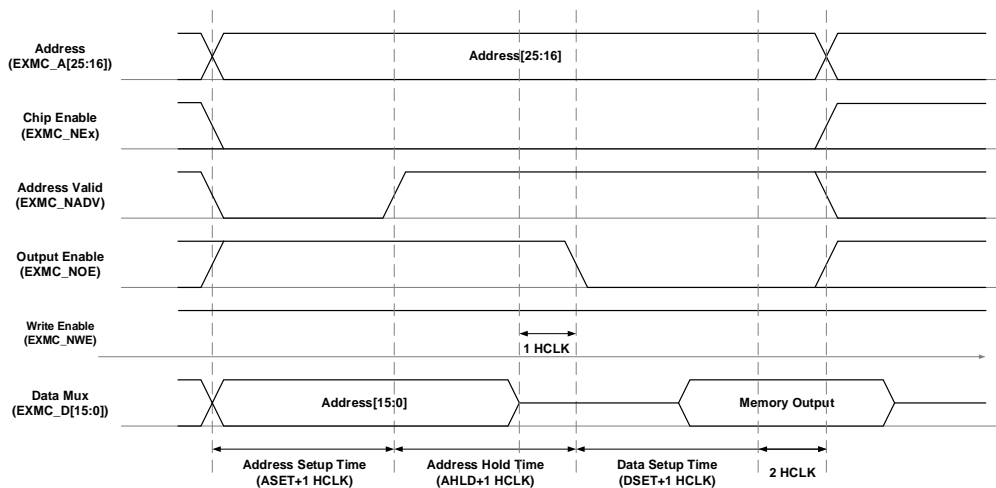 Address
(EXMC_A[25:16])
Address[25:16]
Chip Enable
(EXMC_NEx)
Address Valid
(EXMC_NADV)
Output Enable
(EXMC_NOE)
Write Enable
(EXMC_NWE)
1 HCLK
Data Mux
(EXMC_D[15:0])
Address[15:0]
Memory Output
Address Setup Time
(ASET+1 HCLK)
Address Hold Time
(AHLD+1 HCLK)
Data Setup Time
(DSET+1 HCLK)
2 HCLK